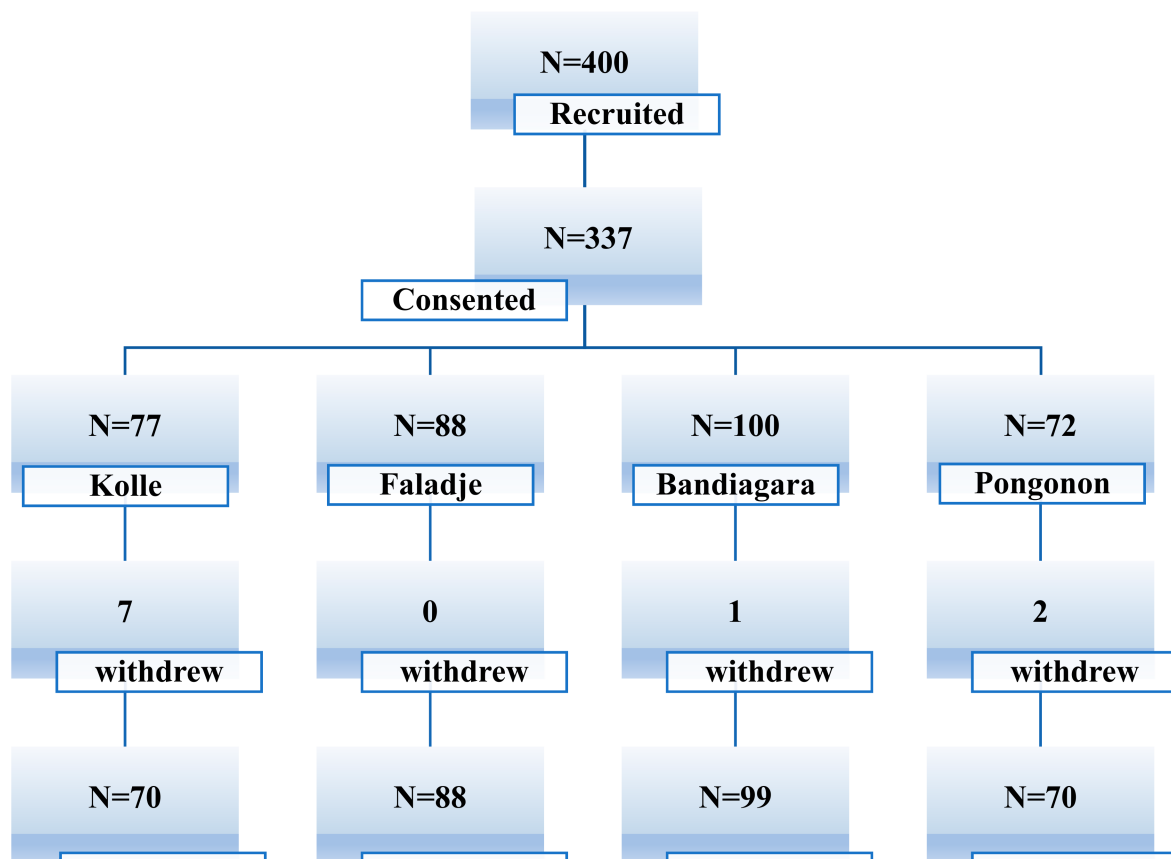 N=400
Recruited
N=337
Consented
N=77
N=88
N=100
N=72
Kolle
Faladje
Bandiagara
Pongonon
7
0
1
2
withdrew
withdrew
withdrew
withdrew
N=70
N=88
N=99
N=70